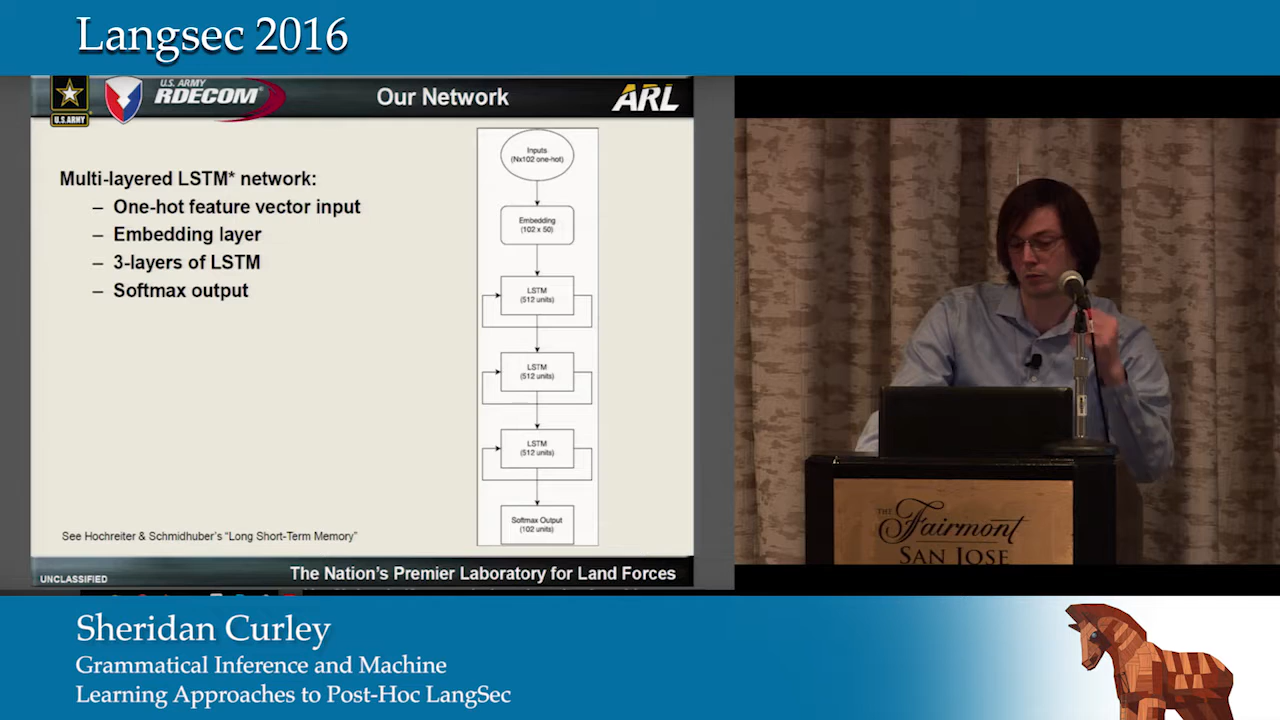 Langsec 2016
U.S. ARMY
U.S. ARMY
RDECOM
Our Network
ARL
Multi-layered LSTM* network:
– One-hot feature vector input
– Embedding layer
– 3-layers of LSTM
– Softmax output
Inputs
(Nx102 one-hot)
Embedding
(102 x 50)
LSTM
(512 units)
LSTM
(512 units)
LSTM
(512 units)
Softmax Output
(102 units)
See Hochreiter & Schmidhuber's "Long Short-Term Memory"
UNCLASSIFIED
The Nation's Premier Laboratory for Land Forces
THE
Fairmont
SAN JOSE
Sheridan Curley
Grammatical Inference and Machine
Learning Approaches to Post-Hoc LangSec